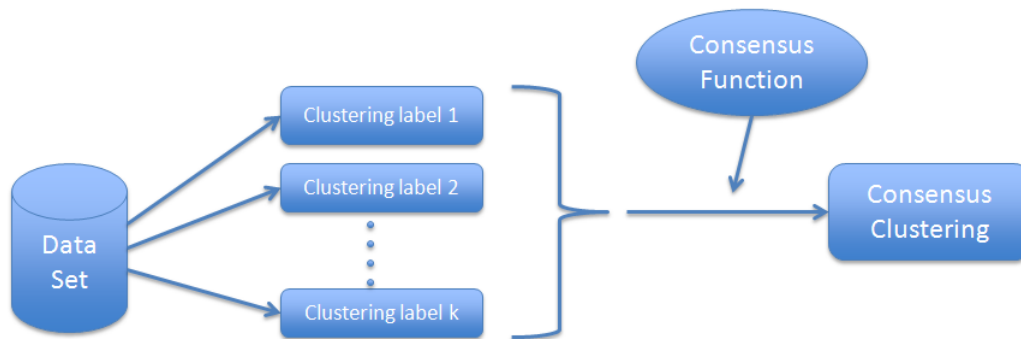 Data
Set
Clustering label 1
Clustering label 2
Clustering label k
Consensus
Function
Consensus
Clustering